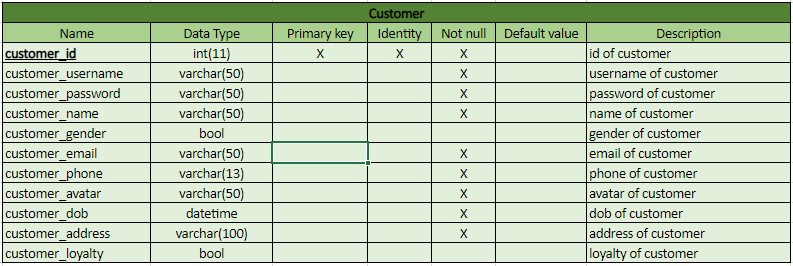 Customer
Name Data Type Primary key Identity Not null Default value Description
customer_id int(11) X X X id of customer
customer_username varchar(50) X username of customer
customer_password varchar(50) X password of customer
customer_name varchar(50) X name of customer
customer_gender bool gender of customer
customer_email varchar(50) X email of customer
customer_phone varchar(13) X phone of customer
customer_avatar varchar(50) X avatar of customer
customer_dob datetime X dob of customer
customer_address varchar(100) X address of customer
customer_loyalty bool loyalty of customer